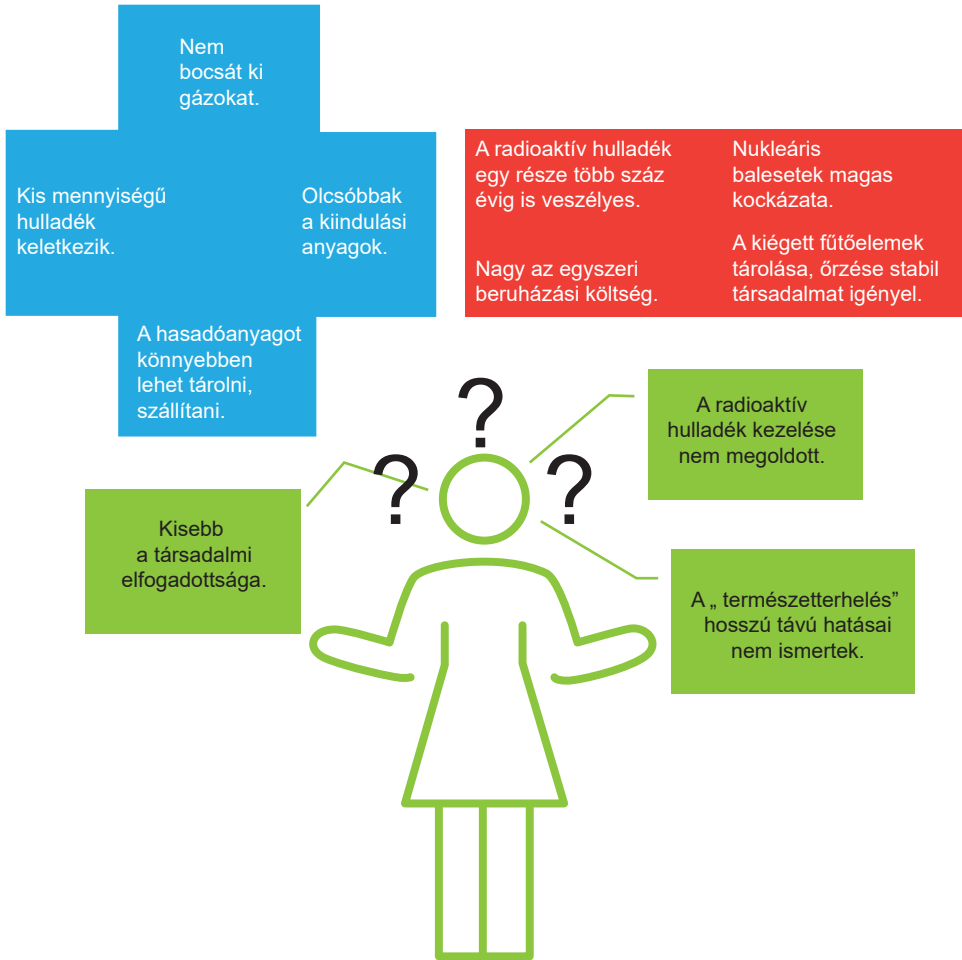 Nem
bocsát ki
gázokat.
Kis mennyiségű
hulladék
keletkezik.
Olcsóbbak
a kiindulási
anyagok.
A hasadóanyagot
könnyebben
lehet tárolni,
szállítani.
A radioaktív hulladék
egy része több száz
évig is veszélyes.
Nukleáris
balesetek magas
kockázata.
Nagy az egyszeri
beruházási költség.
A kiégett fűtőelemek
tárolása, őrzése stabil
társadalmat igényel.
?
?
?
A radioaktív
hulladék kezelése
nem megoldott.
Kisebb
a társadalmi
elfogadottsága.
A „ természetterhelés”
hosszú távú hatásai
nem ismertek.